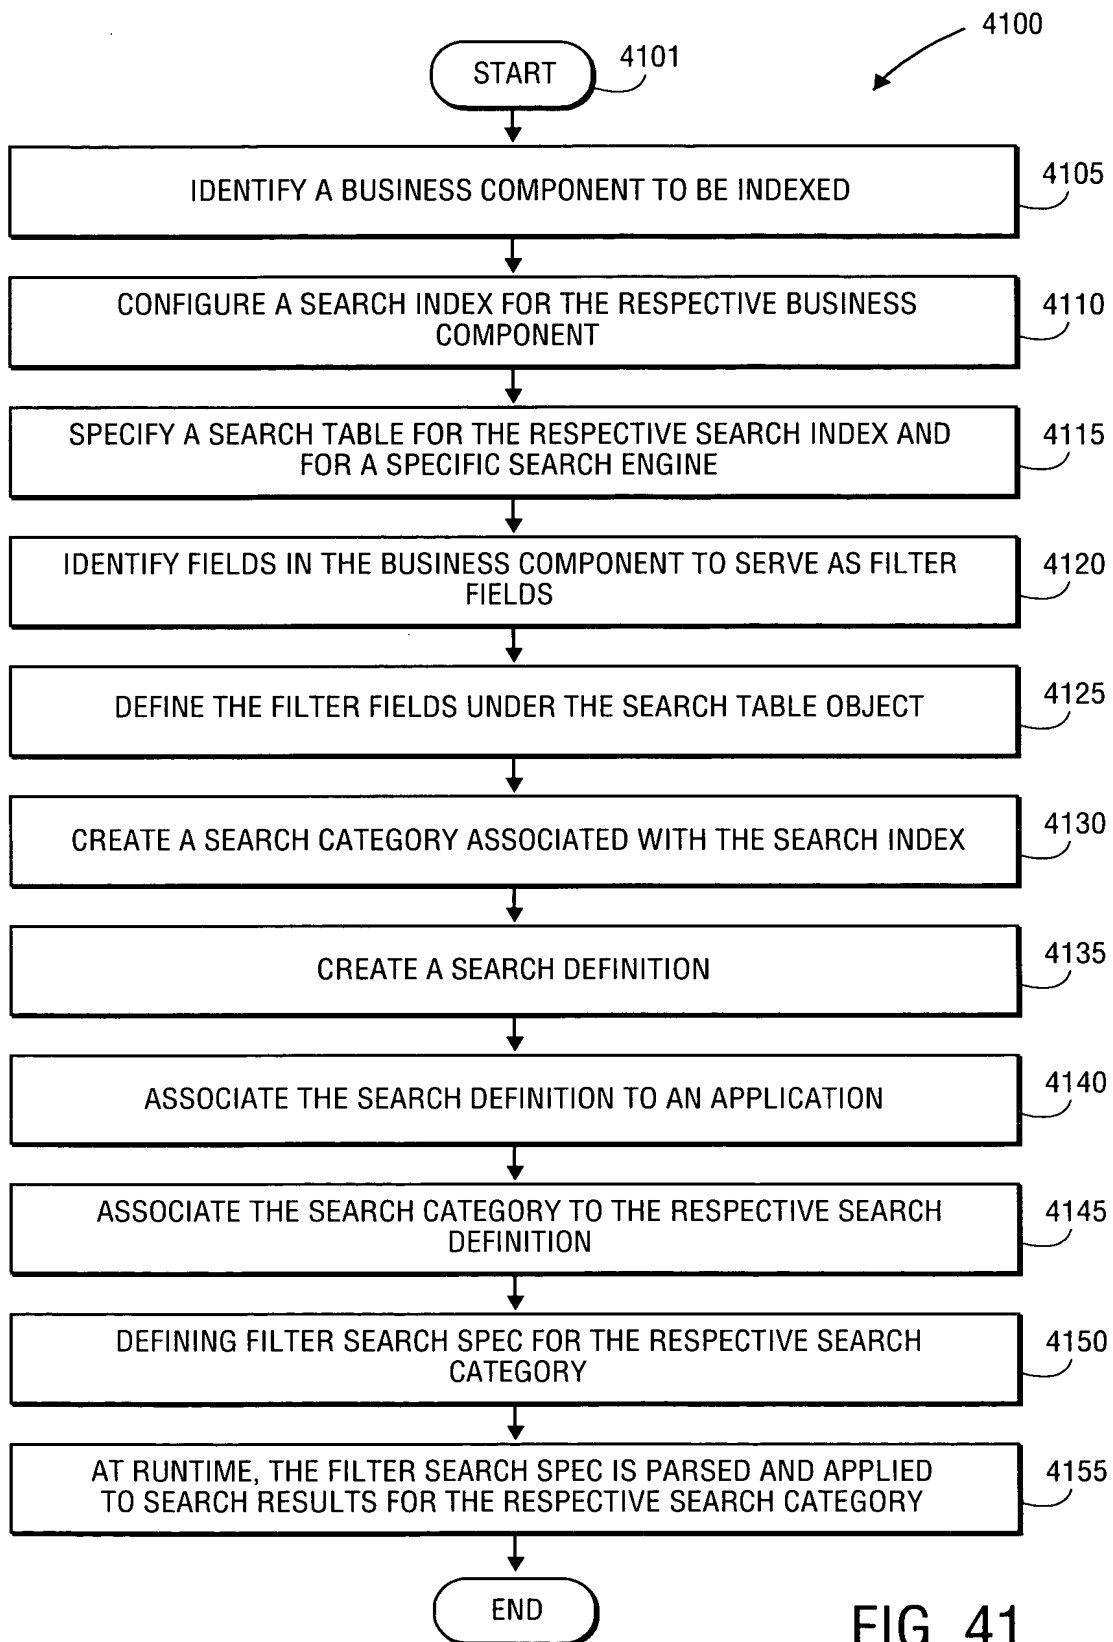 4100
START
4101
IDENTIFY A BUSINESS COMPONENT TO BE INDEXED
4105
CONFIGURE A SEARCH INDEX FOR THE RESPECTIVE BUSINESS
COMPONENT
4110
SPECIFY A SEARCH TABLE FOR THE RESPECTIVE SEARCH INDEX AND
FOR A SPECIFIC SEARCH ENGINE
4115
IDENTIFY FIELDS IN THE BUSINESS COMPONENT TO SERVE AS FILTER
FIELDS
4120
DEFINE THE FILTER FIELDS UNDER THE SEARCH TABLE OBJECT
4125
CREATE A SEARCH CATEGORY ASSOCIATED WITH THE SEARCH INDEX
4130
CREATE A SEARCH DEFINITION
4135
ASSOCIATE THE SEARCH DEFINITION TO AN APPLICATION
4140
ASSOCIATE THE SEARCH CATEGORY TO THE RESPECTIVE SEARCH
DEFINITION
4145
DEFINING FILTER SEARCH SPEC FOR THE RESPECTIVE SEARCH
CATEGORY
4150
AT RUNTIME, THE FILTER SEARCH SPEC IS PARSED AND APPLIED
TO SEARCH RESULTS FOR THE RESPECTIVE SEARCH CATEGORY
4155
END
FIG. 41